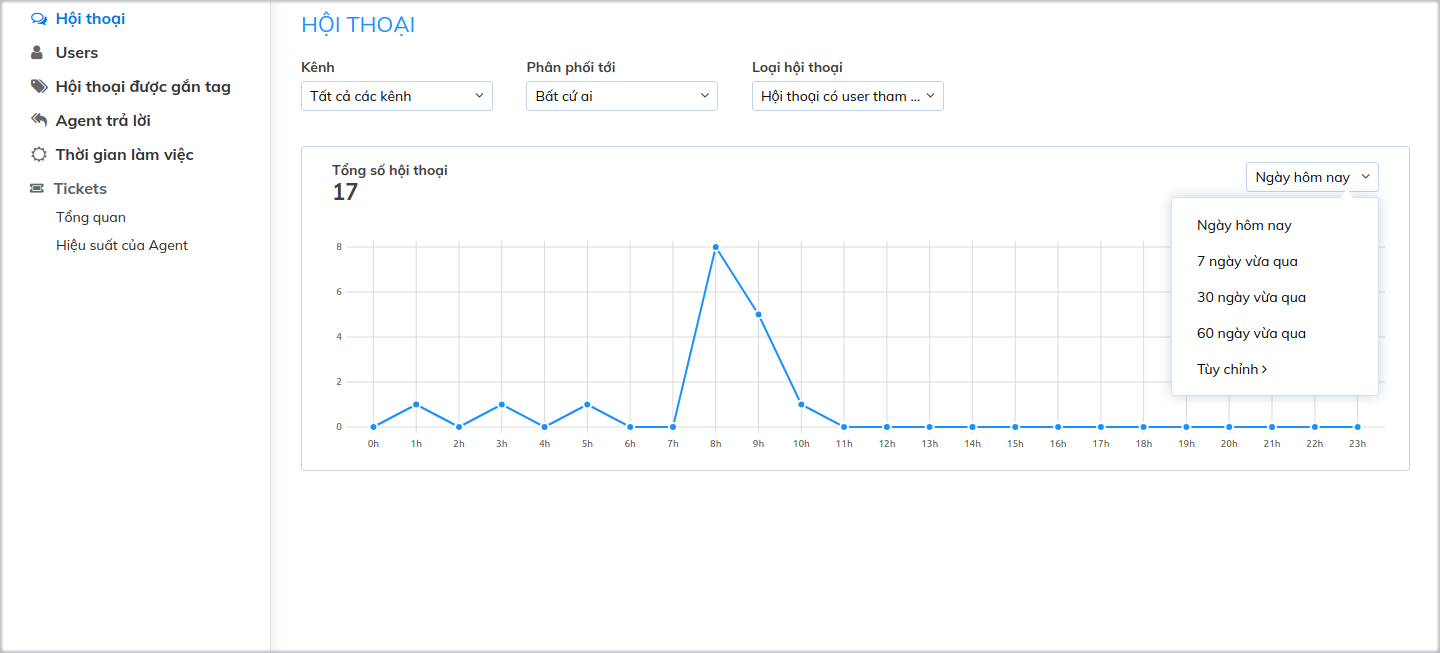 Hội thoại
Users
Hội thoại được gắn tag
Agent trả lời
Thời gian làm việc
Tickets
Tổng quan
Hiệu suất của Agent
HỘI THOẠI
Kênh
Tất cả các kênh
Phân phối tới
Bất cứ ai
Loại hội thoại
Hội thoại có user tham ...
Tổng số hội thoại
17
Ngày hôm nay
Ngày hôm nay
7 ngày vừa qua
30 ngày vừa qua
60 ngày vừa qua
Tùy chỉnh
8
6
4
2
0
0h 1h 2h 3h 4h 5h 6h 7h 8h 9h 10h 11h 12h 13h 14h 15h 16h 17h 18h 19h 20h 21h 22h 23h